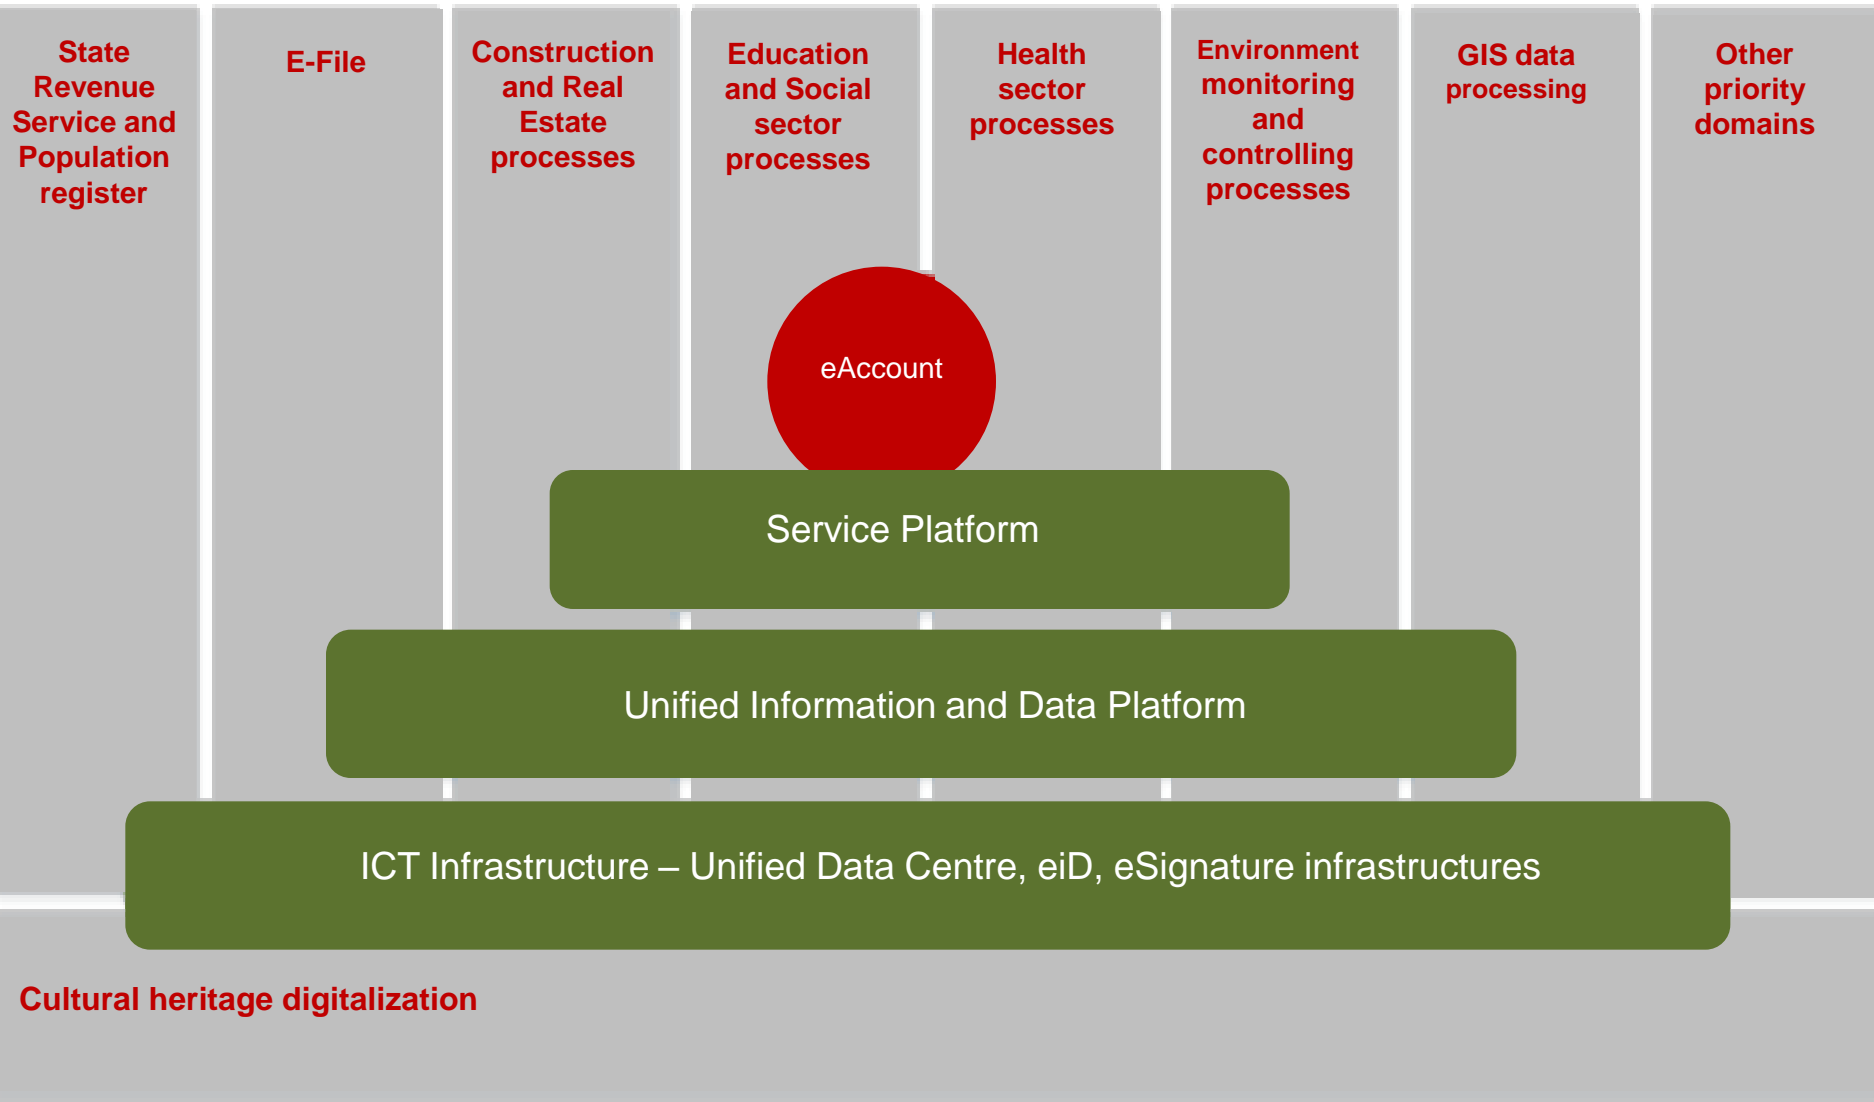 State
Revenue
Service and
Population
register
E-File
Construction
and Real
Estate
processes
Education
and Social
sector
processes
Health
sector
processes
Environment
monitoring
and
controlling
processes
GIS data
processing
Other
priority
domains
eAccount
Service Platform
Unified Information and Data Platform
ICT Infrastructure – Unified Data Centre, eiD, eSignature infrastructures
Cultural heritage digitalization